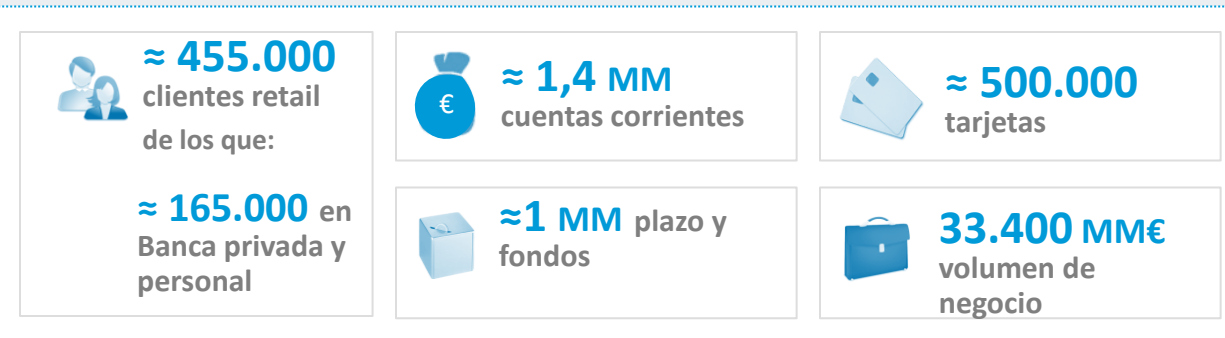 ≈ 455.000
clientes retail
de los que:
≈ 165.000 en
Banca privada y
personal
€
≈ 1,4 MM
cuentas corrientes
≈ 500.000
tarjetas
≈1 MM plazo y
fondos
33.400 MM€
volumen de
negocio